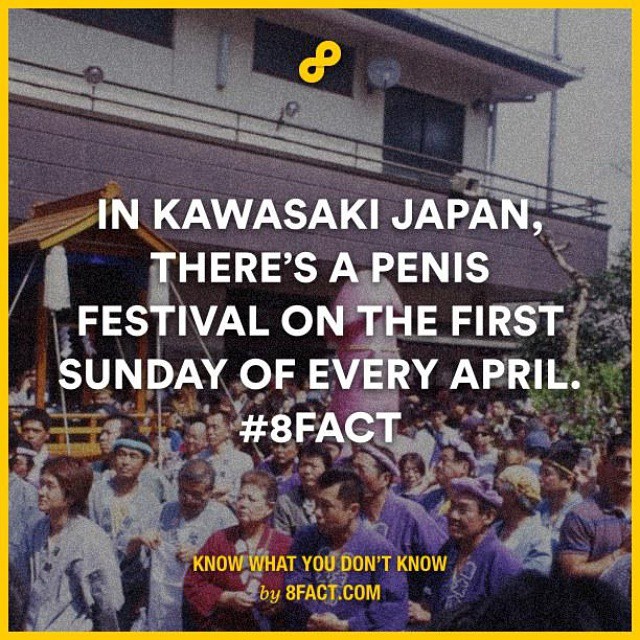 IN KAWASAKI JAPAN,
THERE’S A PENIS
FESTIVAL ON THE FIRST
SUNDAY OF EVERY APRIL.
#8FACT
KNOW WHAT YOU DON’T KNOW
by 8FACT.COM